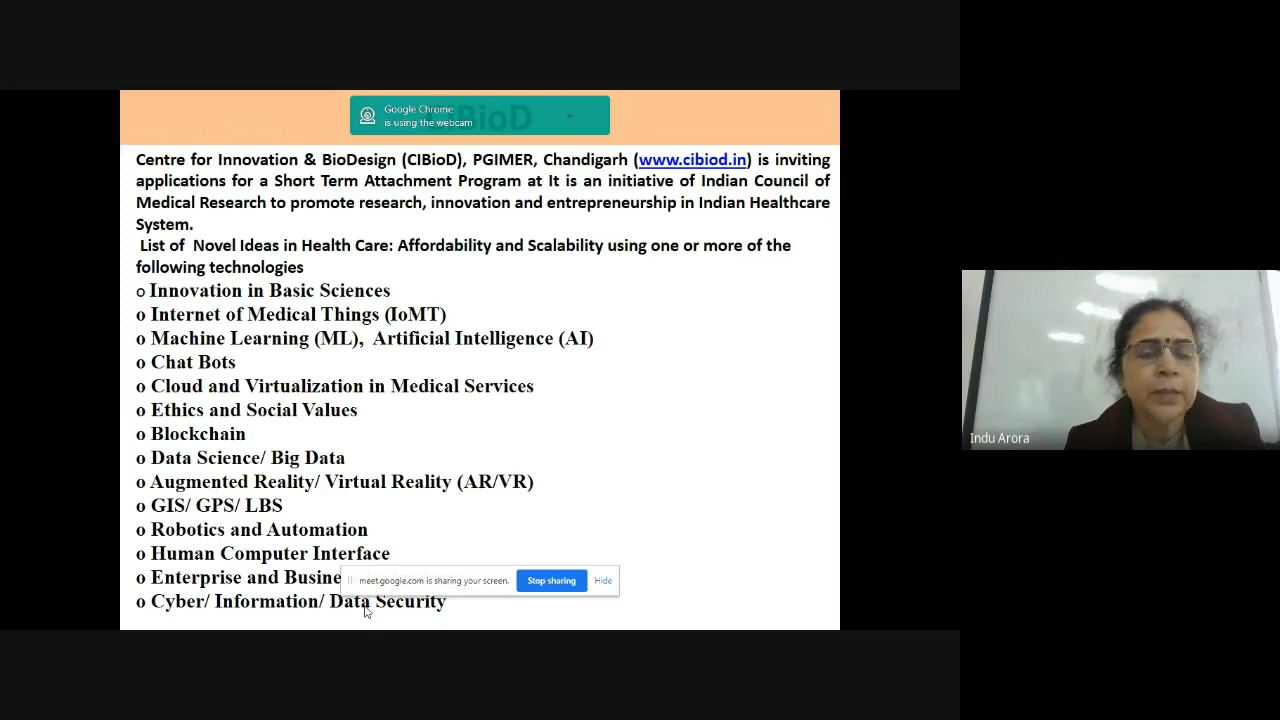 Google Chrome
is using the webcam
CIBioD
Centre for Innovation & BioDesign (CIBioD), PGIMER, Chandigarh (www.cibiod.in) is inviting
applications for a Short Term Attachment Program at It is an initiative of Indian Council of
Medical Research to promote research, innovation and entrepreneurship in Indian Healthcare
System.
List of Novel Ideas in Health Care: Affordability and Scalability using one or more of the
following technologies
o Innovation in Basic Sciences
o Internet of Medical Things (IoMT)
o Machine Learning (ML), Artificial Intelligence (AI)
o Chat Bots
o Cloud and Virtualization in Medical Services
o Ethics and Social Values
o Blockchain
o Data Science/ Big Data
o Augmented Reality/ Virtual Reality (AR/VR)
o GIS/ GPS/ LBS
o Robotics and Automation
o Human Computer Interface
o Enterprise and
meet.google.com is sharing your screen. Stop sharing Hide
o Cyber/ Information/ Data Security
Indu Arora